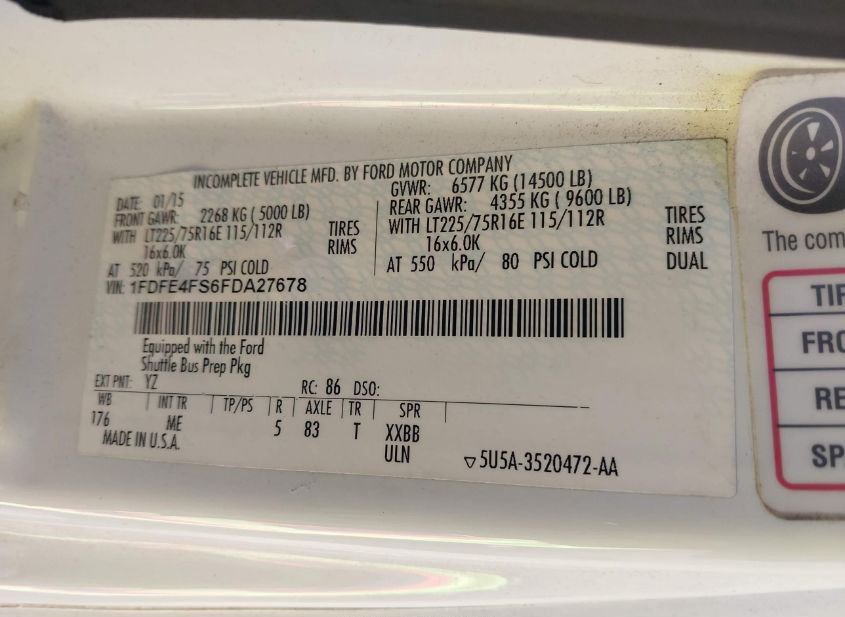 INCOMPLETE VEHICLE MFD. BY FORD MOTOR COMPANY
DATE: 01/15
GVWR: 6577 KG (14500 LB)
FRONT GAWR: 2268 KG ( 5000 LB)
REAR GAWR: 4355 KG ( 9600 LB)
WITH LT225/75R16E 115/112R TIRES
WITH LT225/75R16E 115/112R TIRES
16x6.0K RIMS
16x6.0K RIMS
AT 520 kPa/ 75 PSI COLD
AT 550 kPa/ 80 PSI COLD DUAL
VIN: 1FDFE4FS6FDA27678
Equipped with the Ford
Shuttle Bus Prep Pkg
EXT PNT: YZ RC: 86 DSO:
WB INT TR TP/PS R AXLE TR SPR
176 ME 5 83 T XXBB
MADE IN U.S.A. ULN
▽5U5A-3520472-AA
The com
TIR
FRO
RE
SPA